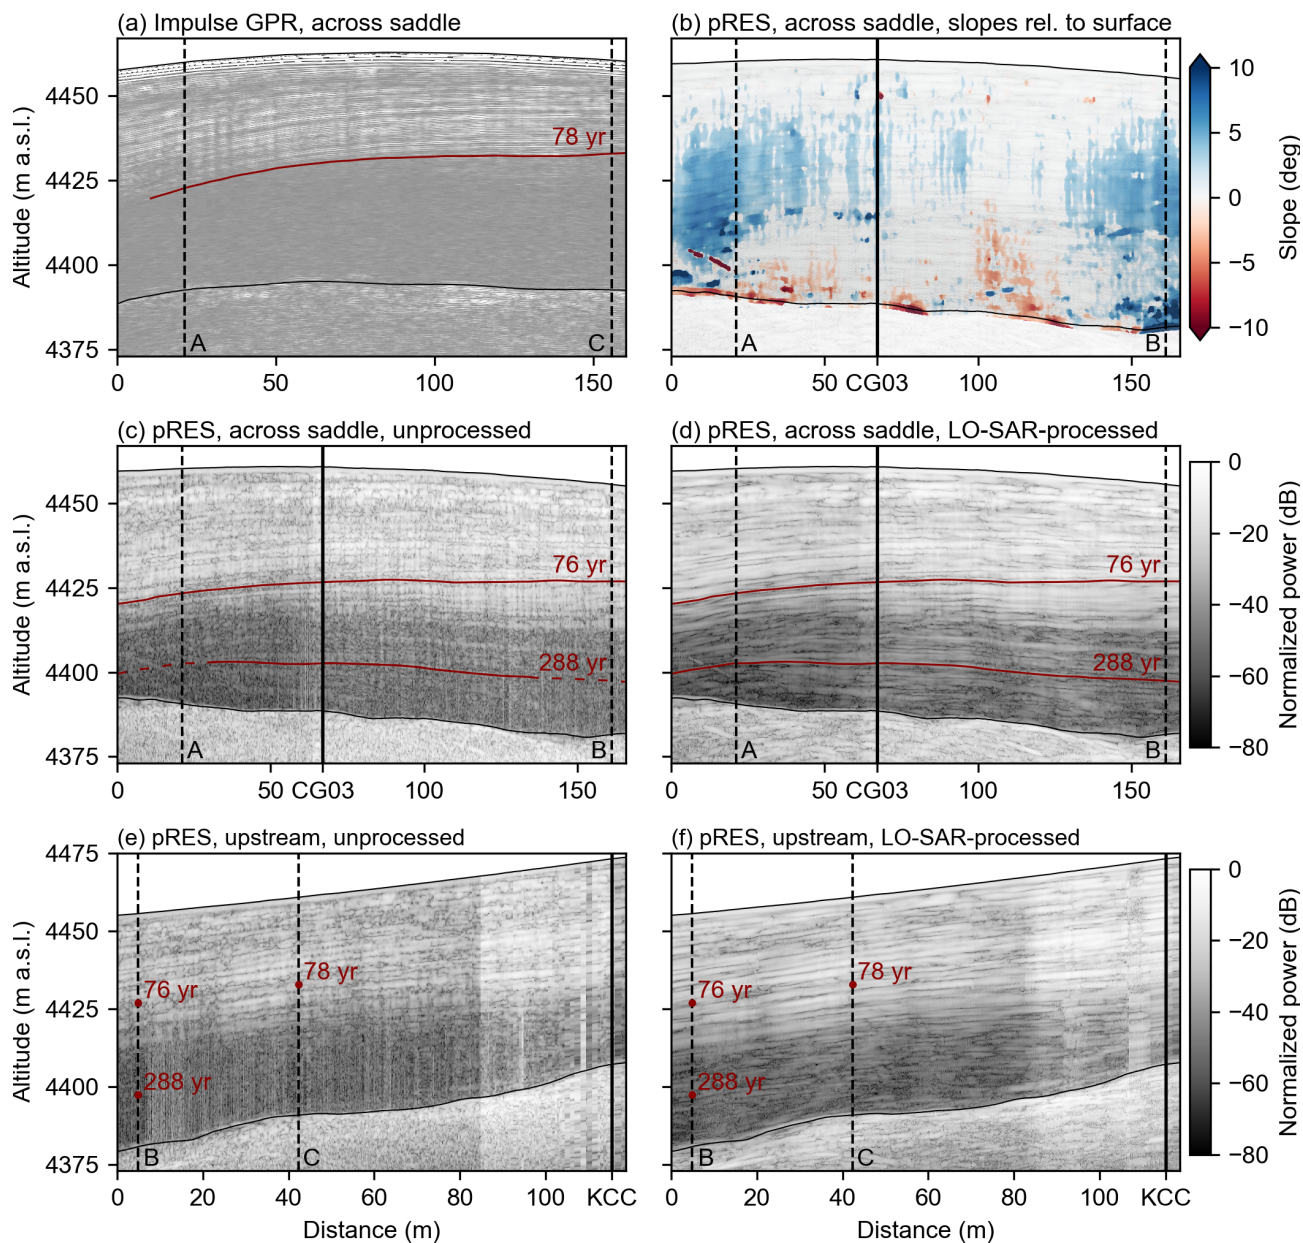 (a) Impulse GPR, across saddle
(b) pRES, across saddle, slopes rel. to surface
Altitude (m a.s.l.)
4450
4425
4400
4375
78 yr
A
C
0
50
100
150
A
B
0
50
CG03
100
150
10
5
0
−5
−10
Slope (deg)
(c) pRES, across saddle, unprocessed
(d) pRES, across saddle, LO-SAR-processed
Altitude (m a.s.l.)
4450
4425
4400
4375
76 yr
288 yr
A
B
0
50
CG03
100
150
76 yr
288 yr
A
B
0
50
CG03
100
150
0
−20
−40
−60
−80
Normalized power (dB)
(e) pRES, upstream, unprocessed
(f) pRES, upstream, LO-SAR-processed
Altitude (m a.s.l.)
4475
4450
4425
4400
4375
76 yr
78 yr
288 yr
B
C
0
20
40
60
80
100
KCC
Distance (m)
76 yr
78 yr
288 yr
B
C
0
20
40
60
80
100
KCC
Distance (m)
0
−20
−40
−60
−80
Normalized power (dB)